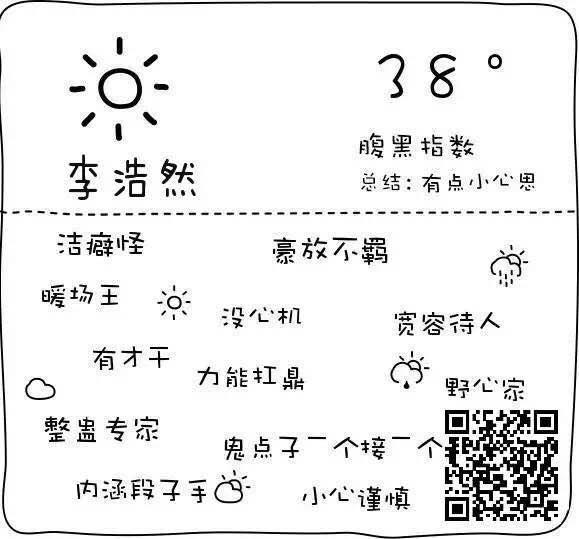 38°
李浩然
腹黑指数
总结：有点小心思
洁癖怪
豪放不羁
暖场王
没心机
宽容待人
有才干
力能扛鼎
野心家
整蛊专家
鬼点子一个接一个
内涵段子手
小心谨慎